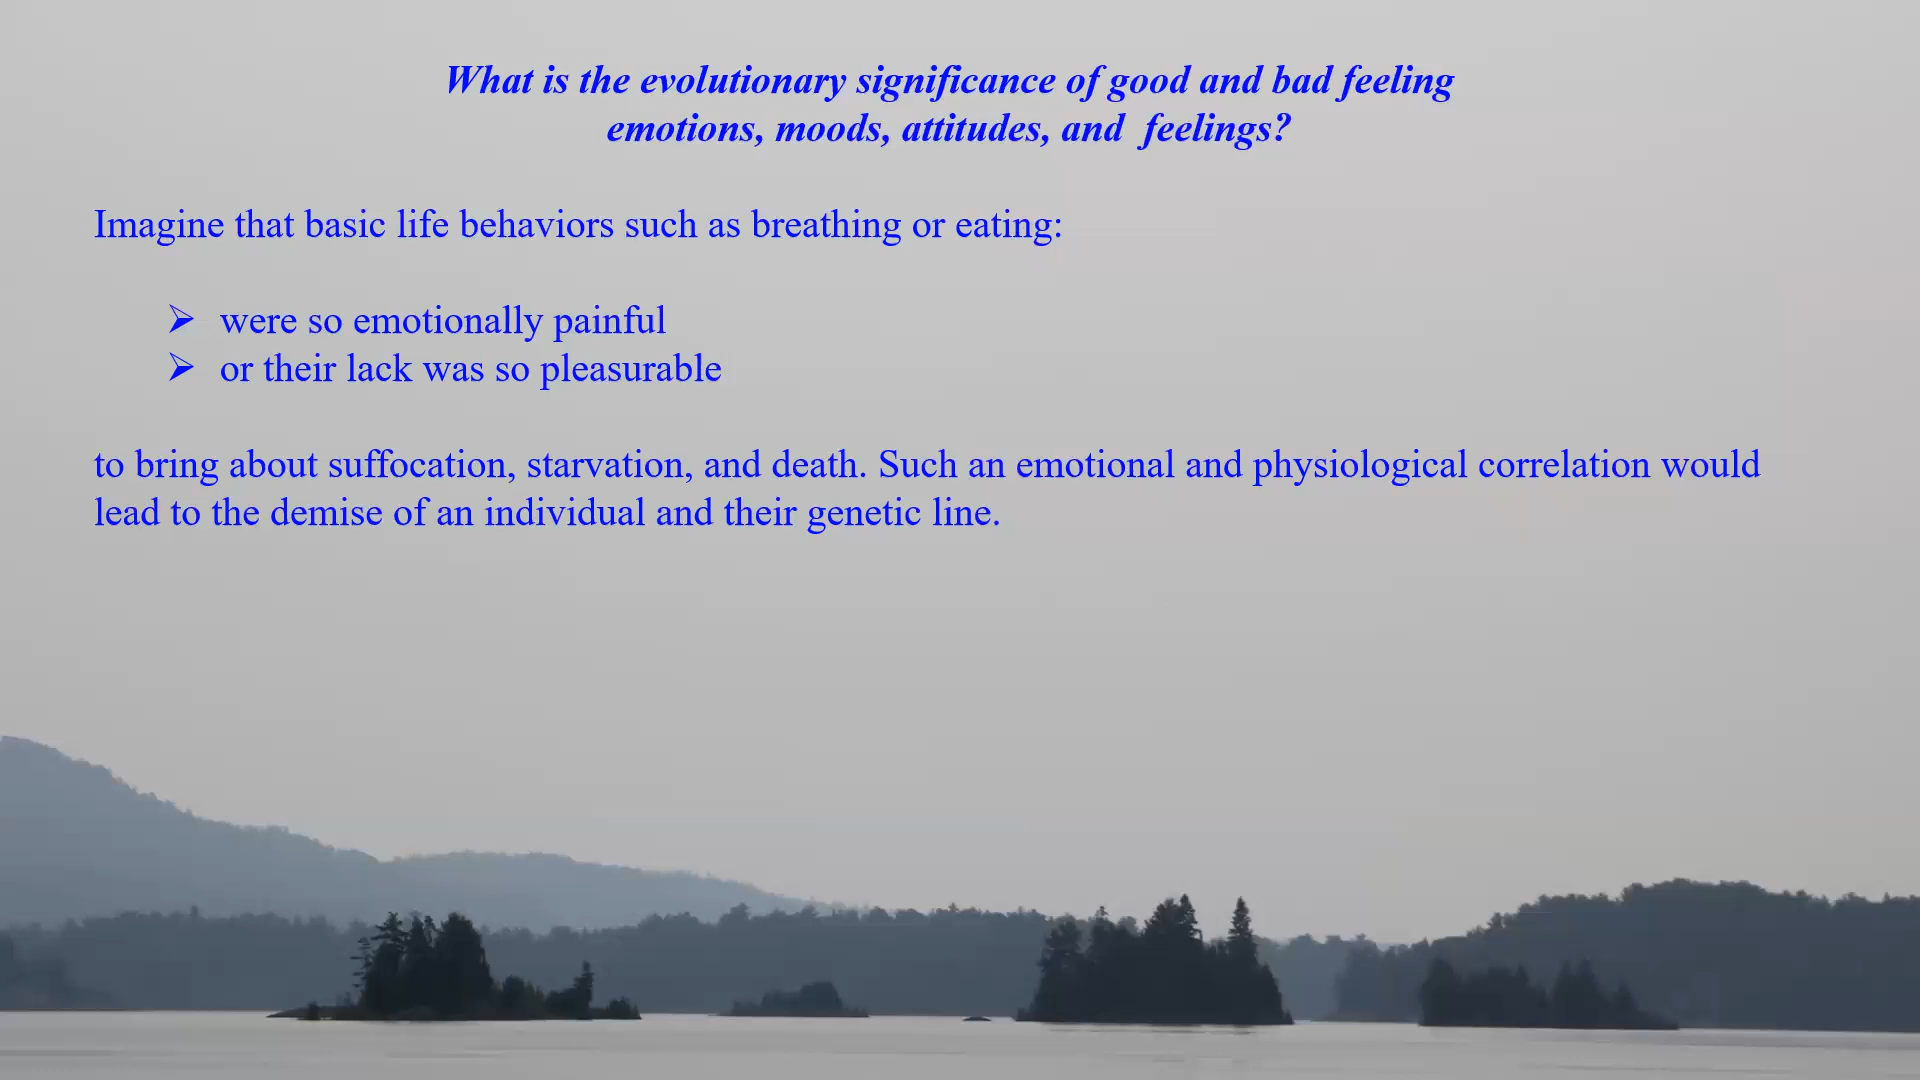 What is the evolutionary significance of good and bad feeling
emotions, moods, attitudes, and  feelings?
Imagine that basic life behaviors such as breathing or eating:
➢ were so emotionally painful
➢ or their lack was so pleasurable
to bring about suffocation, starvation, and death. Such an emotional and physiological correlation would
lead to the demise of an individual and their genetic line.